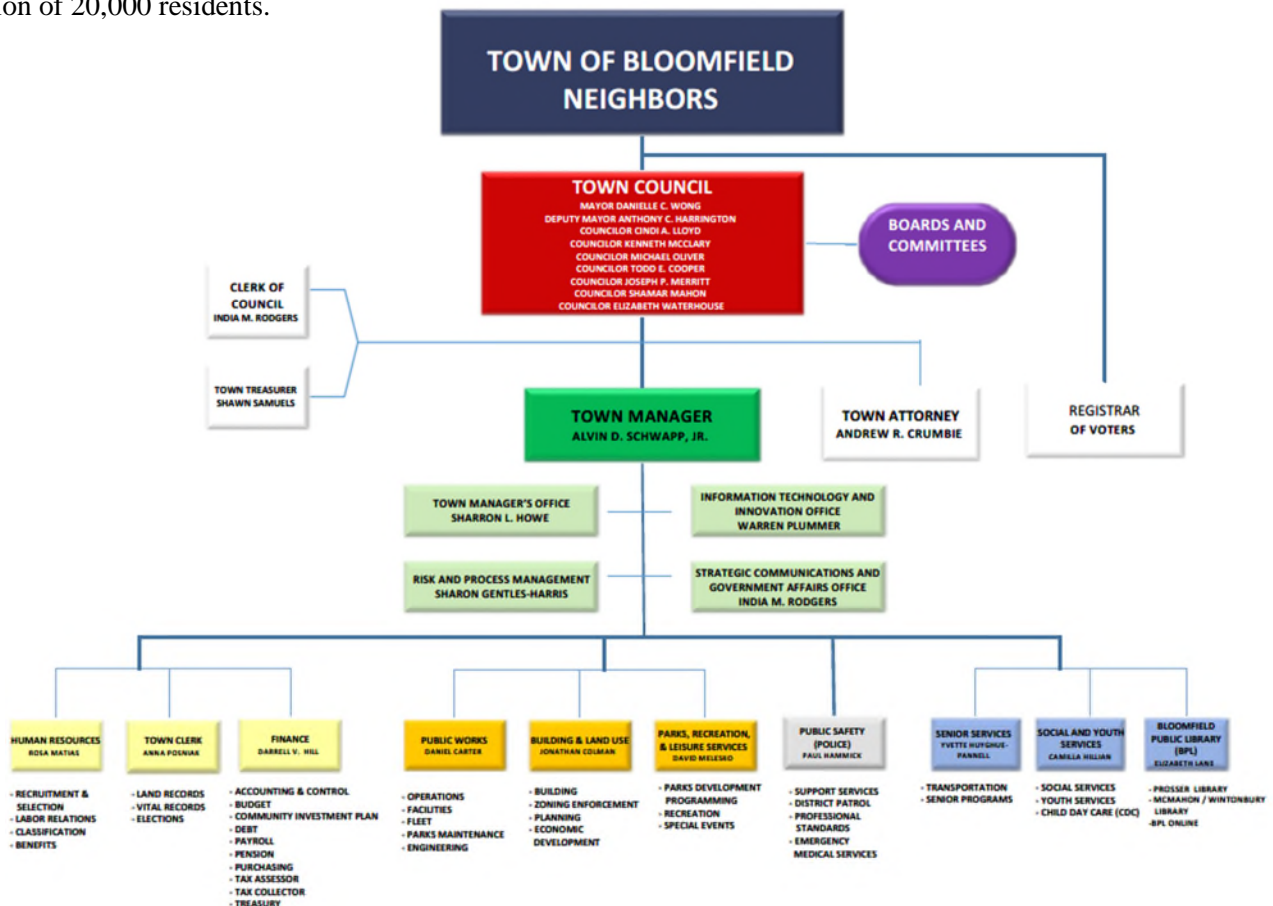 ion of 20,000 residents.
TOWN OF BLOOMFIELD
NEIGHBORS
TOWN COUNCIL
MAYOR DANIELLE C. WONG
DEPUTY MAYOR ANTHONY C. HARRINGTON
COUNCILOR CINDI A. LLOYD
COUNCILOR KENNETH MCCLARY
COUNCILOR MICHAEL OLIVER
COUNCILOR TODD E. COOPER
COUNCILOR JOSEPH P. MERRITT
COUNCILOR SHAMAR MAHON
COUNCILOR ELIZABETH WATERHOUSE
BOARDS AND
COMMITTEES
CLERK OF
COUNCIL
INDIA M. RODGERS
TOWN TREASURER
SHAWN SAMUELS
TOWN MANAGER
ALVIN D. SCHWAPP, JR.
TOWN ATTORNEY
ANDREW R. CRUMBIE
REGISTRAR
OF VOTERS
TOWN MANAGER'S OFFICE
SHARRON L. HOWE
INFORMATION TECHNOLOGY AND
INNOVATION OFFICE
WARREN PLUMMER
RISK AND PROCESS MANAGEMENT
SHARON GENTLES-HARRIS
STRATEGIC COMMUNICATIONS AND
GOVERNMENT AFFAIRS OFFICE
INDIA M. RODGERS
HUMAN RESOURCES
ROSA MATIAS
- RECRUITMENT &
SELECTION
- LABOR RELATIONS
- CLASSIFICATION
- BENEFITS
TOWN CLERK
ANNA POSNIAK
- LAND RECORDS
- VITAL RECORDS
- ELECTIONS
FINANCE
DARRELL V. HILL
- ACCOUNTING & CONTROL
- BUDGET
- COMMUNITY INVESTMENT PLAN
- DEBT
- PAYROLL
- PENSION
- PURCHASING
- TAX ASSESSOR
- TAX COLLECTOR
- TREASURY
PUBLIC WORKS
DANIEL CARTER
- OPERATIONS
- FACILITIES
- FLEET
- PARKS MAINTENANCE
- ENGINEERING
BUILDING & LAND USE
JONATHAN COLMAN
- BUILDING
- ZONING ENFORCEMENT
- PLANNING
- ECONOMIC
DEVELOPMENT
PARKS, RECREATION,
& LEISURE SERVICES
DAVID MELESKO
- PARKS DEVELOPMENT
PROGRAMMING
- RECREATION
- SPECIAL EVENTS
PUBLIC SAFETY
(POLICE)
PAUL HAMMICK
- SUPPORT SERVICES
- DISTRICT PATROL
- PROFESSIONAL
STANDARDS
- EMERGENCY
MEDICAL SERVICES
SENIOR SERVICES
YVETTE HUYGHUE-
PANNELL
- TRANSPORTATION
- SENIOR PROGRAMS
SOCIAL AND YOUTH
SERVICES
CAMILLA HILLIAN
- SOCIAL SERVICES
- YOUTH SERVICES
- CHILD DAY CARE (CDC)
BLOOMFIELD
PUBLIC LIBRARY
(BPL)
ELIZABETH LANE
- PROSSER LIBRARY
- MCMAHON / WINTONBURY
LIBRARY
-BPL ONLINE